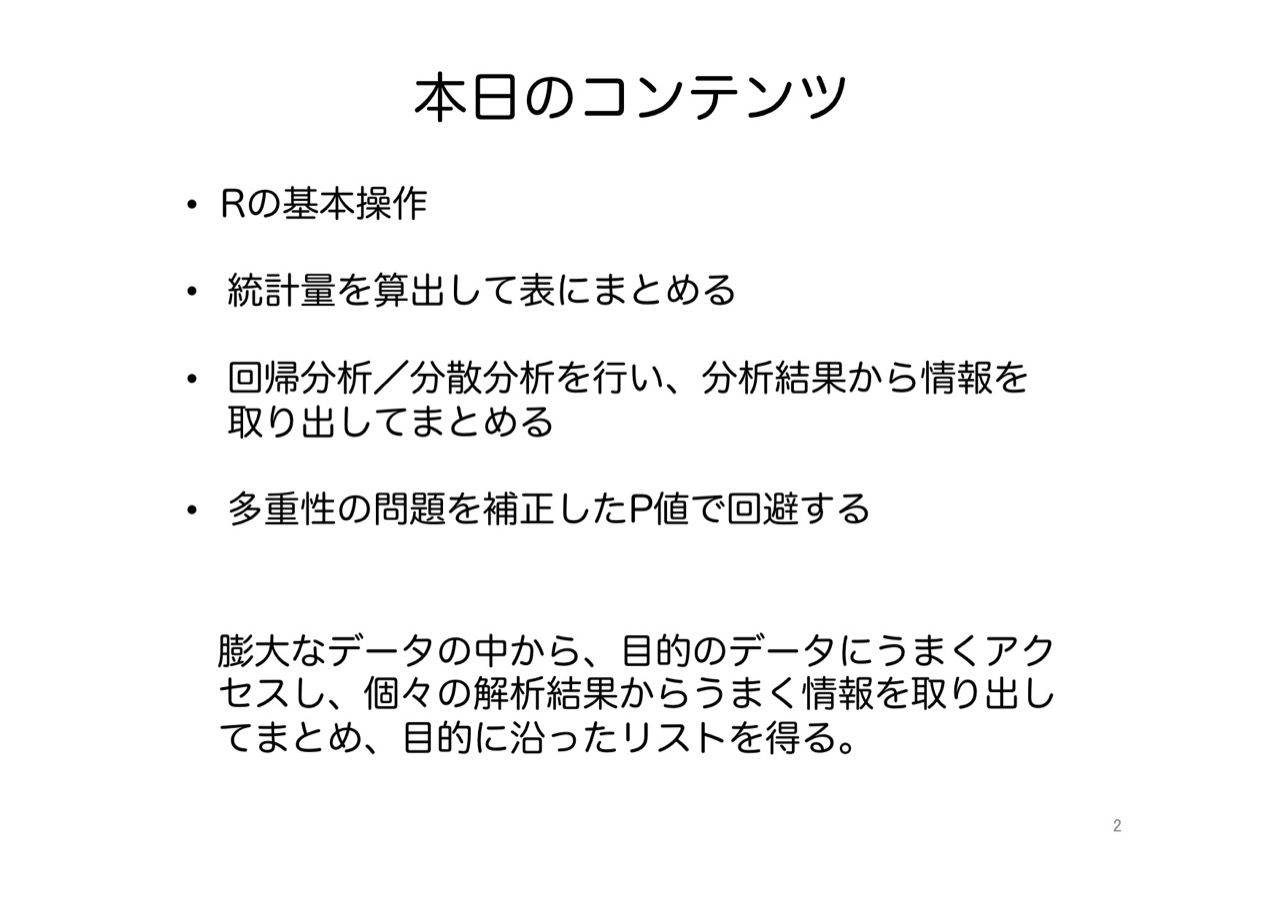 本日のコンテンツ
• Rの基本操作
• 統計量を算出して表にまとめる
• 回帰分析／分散分析を行い、分析結果から情報を
取り出してまとめる
• 多重性の問題を補正したP値で回避する
膨大なデータの中から、目的のデータにうまくアク
セスし、個々の解析結果からうまく情報を取り出し
てまとめ、目的に沿ったリストを得る。
2